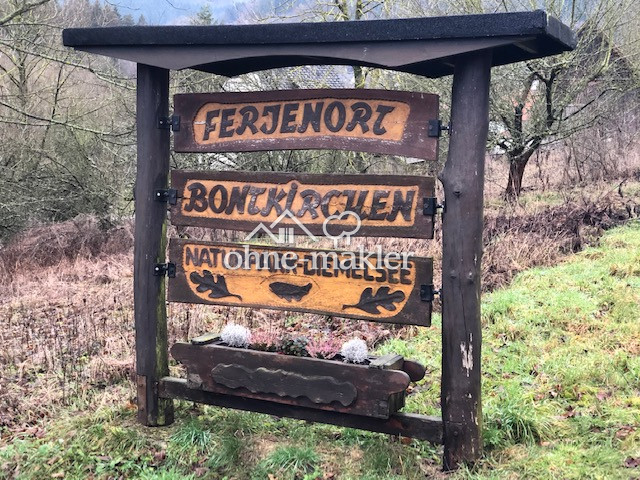 FERIENORT
BONTKIRCHEN
ohne-makler
DIEMELSEE